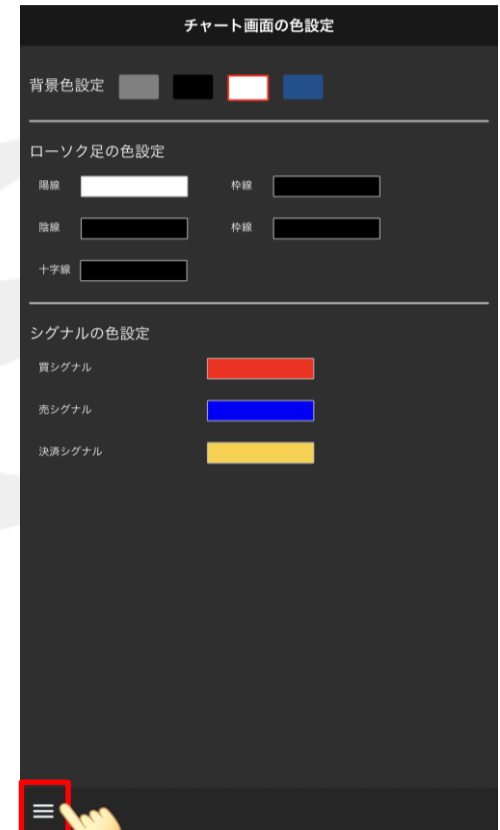 チャート画面の色設定
背景色設定
ローソク足の色設定
陽線 枠線
陰線 枠線
十字線
シグナルの色設定
買シグナル
売シグナル
決済シグナル